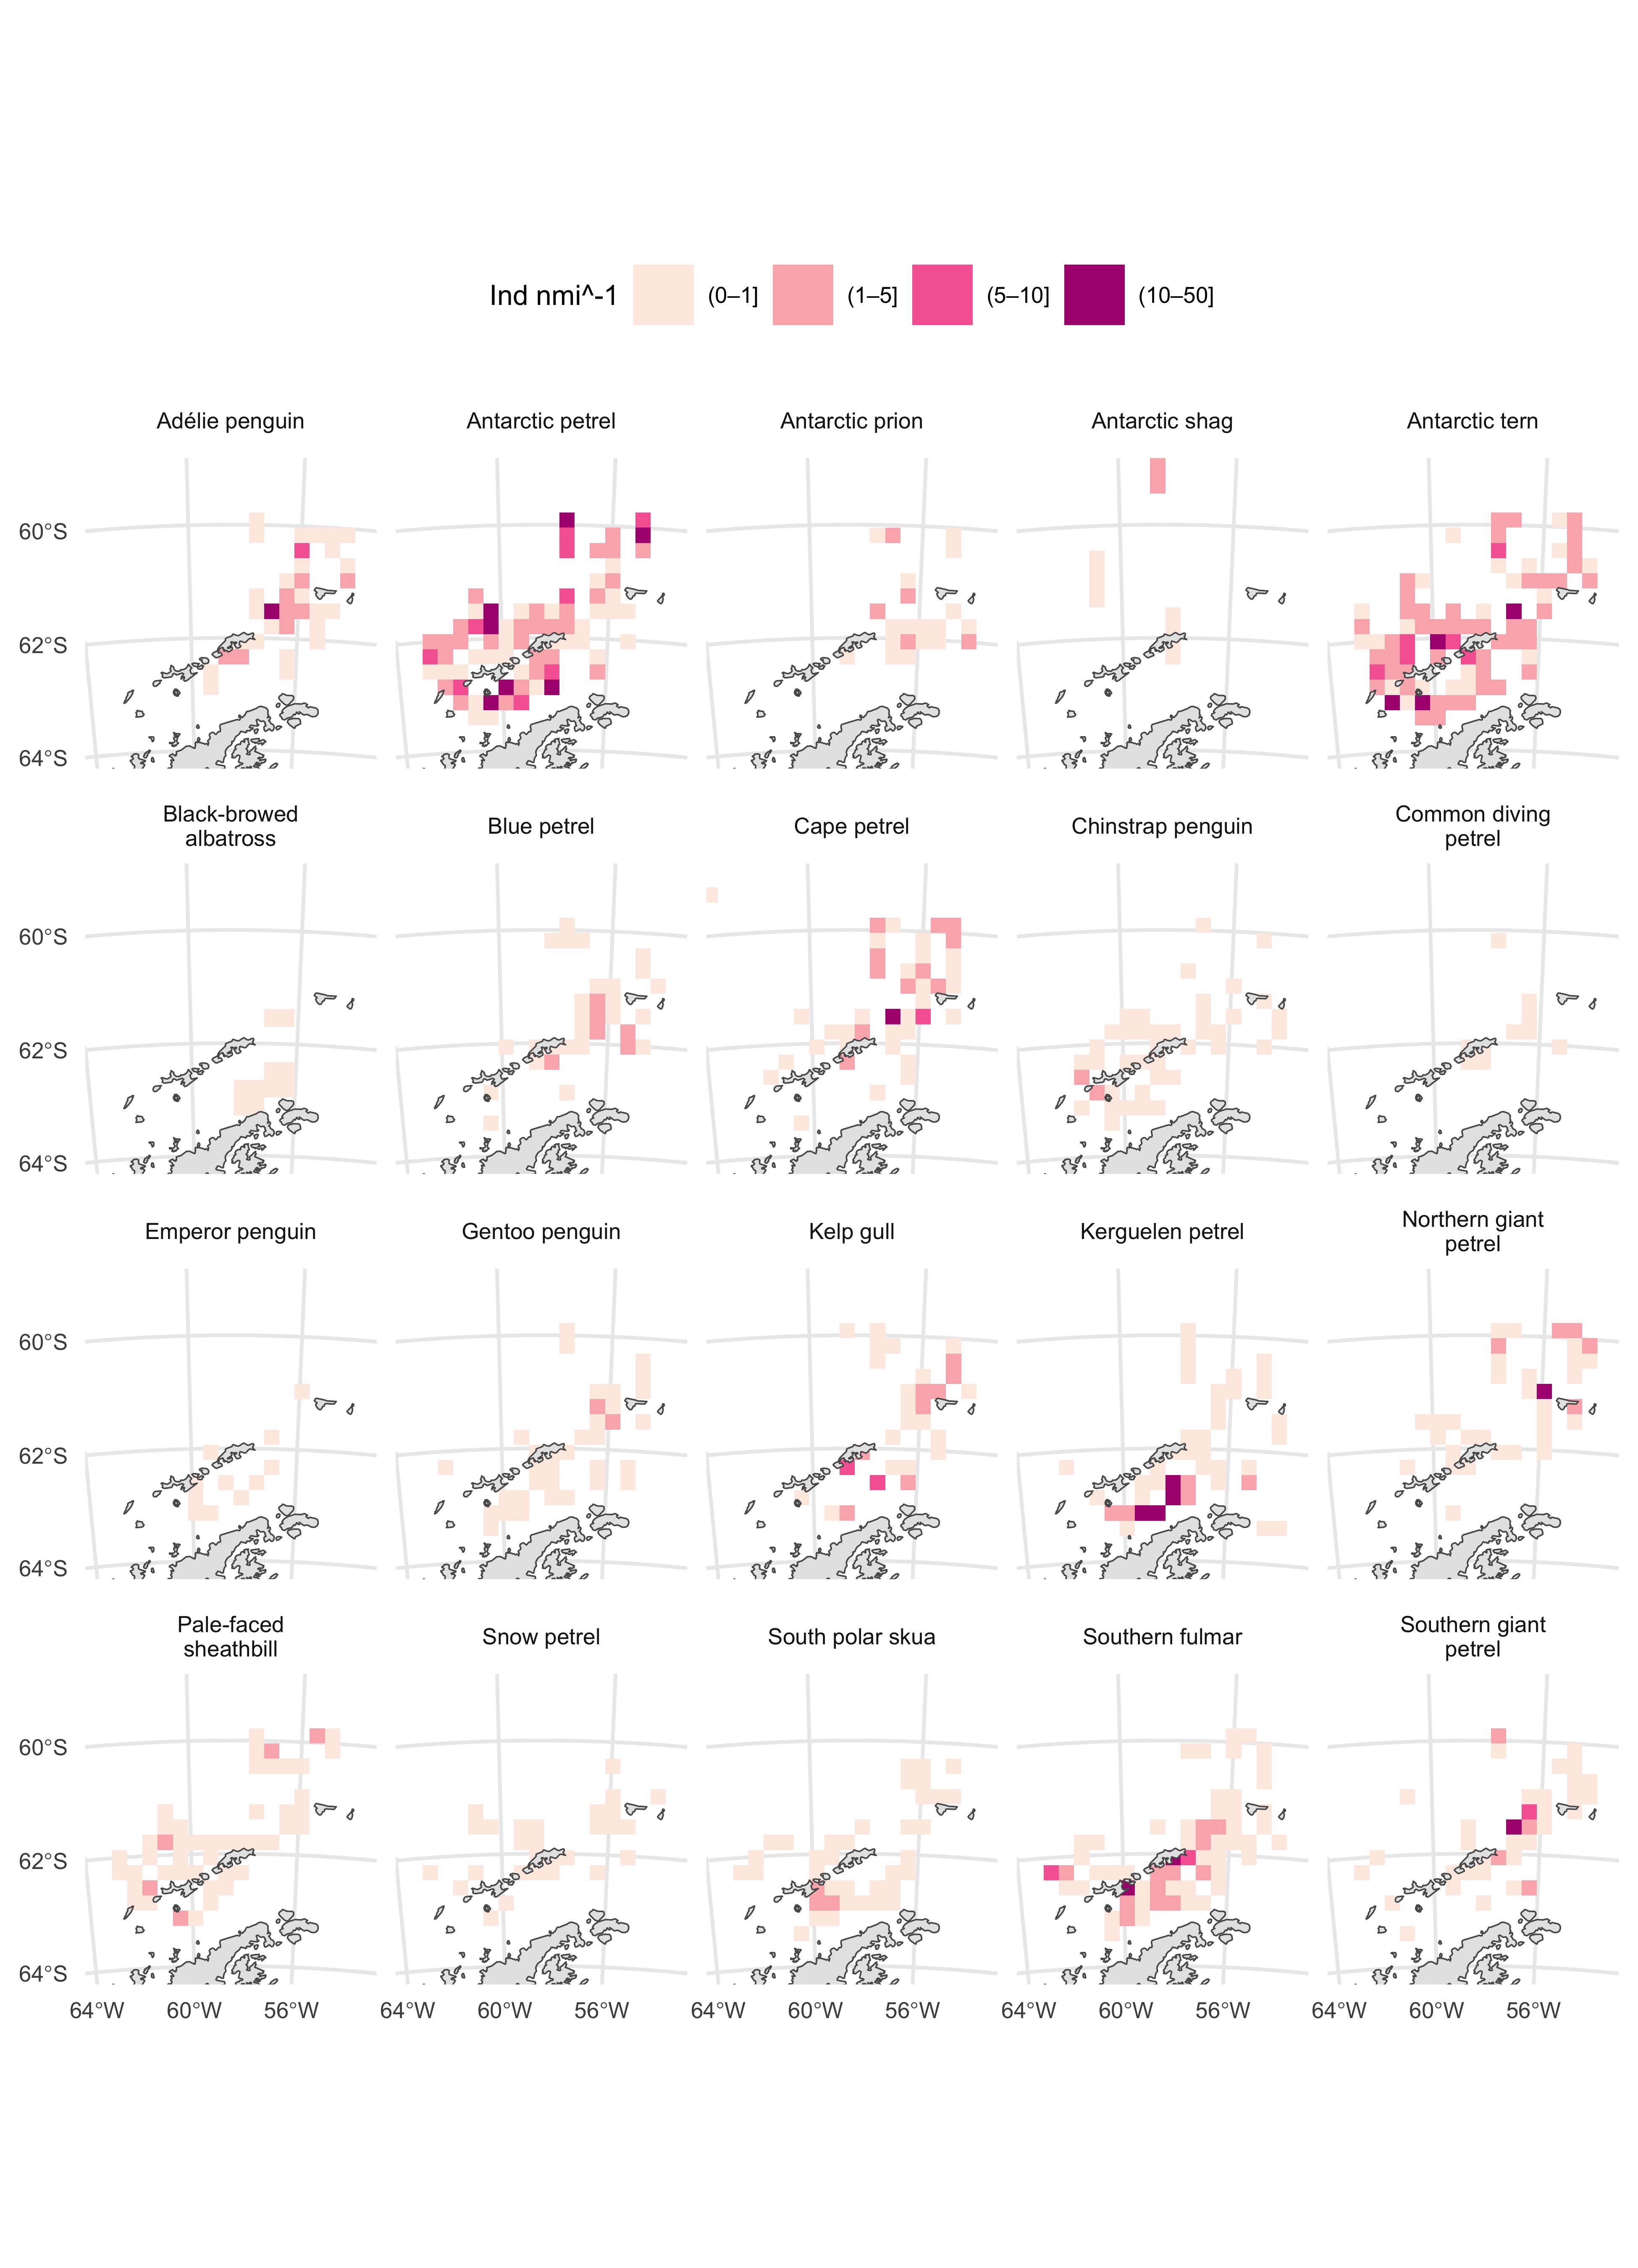 Ind nmi^-1 (0–1] (1–5] (5–10] (10–50]
Adélie penguin Antarctic petrel Antarctic prion Antarctic shag Antarctic tern
60°S
62°S
64°S
Black-browed
albatross
Blue petrel Cape petrel Chinstrap penguin
Common diving
petrel
60°S
62°S
64°S
Emperor penguin Gentoo penguin Kelp gull Kerguelen petrel
Northern giant
petrel
60°S
62°S
64°S
Pale-faced
sheathbill
Snow petrel South polar skua Southern fulmar
Southern giant
petrel
60°S
62°S
64°S
64°W 60°W 56°W 64°W 60°W 56°W 64°W 60°W 56°W 64°W 60°W 56°W 64°W 60°W 56°W